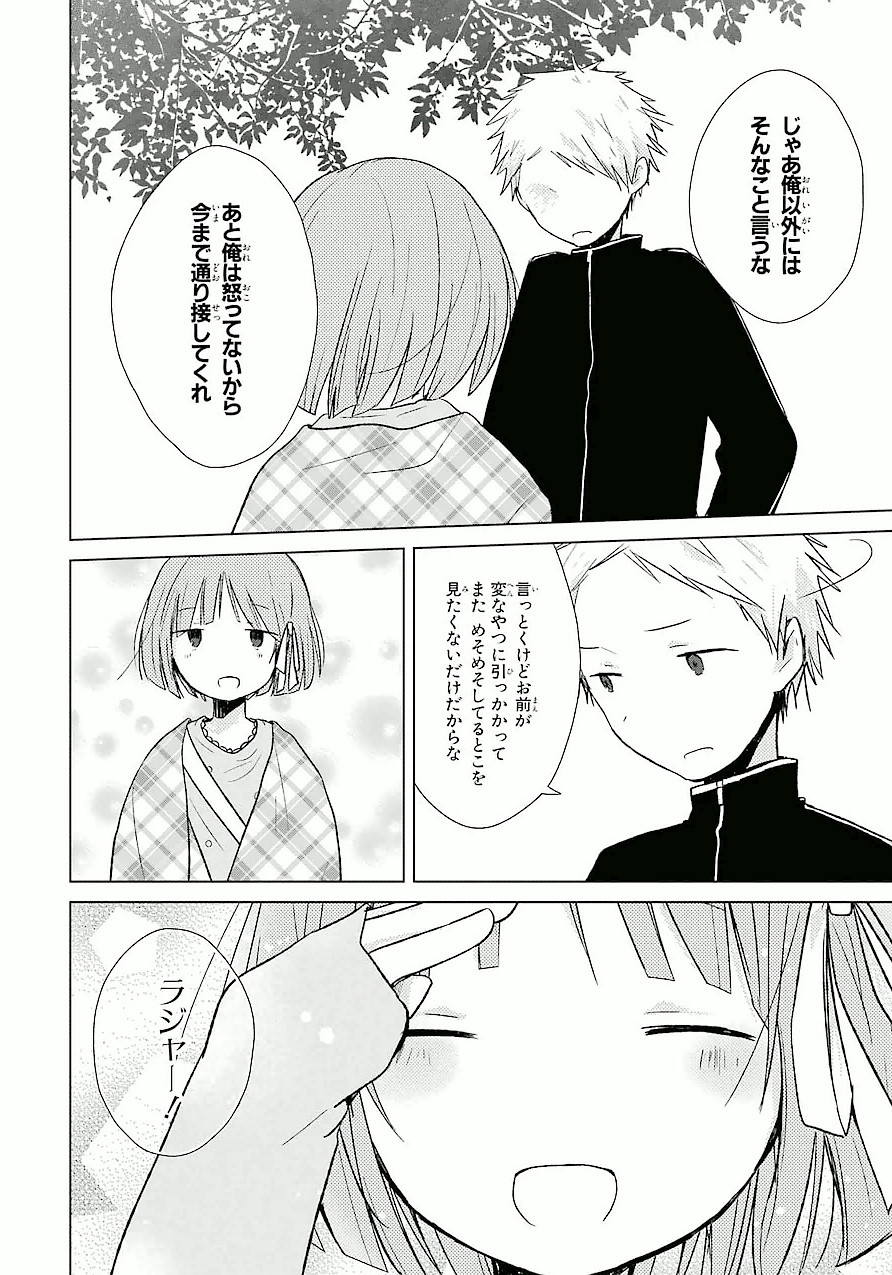 じゃあ俺以外には
そんなこと言うな
あと俺は怒ってないから
今まで通り接してくれ
言っとくけどお前が
変なやつに引っかかって
また めそめそしてるとこを
見たくないだけだからな
ラジャー!